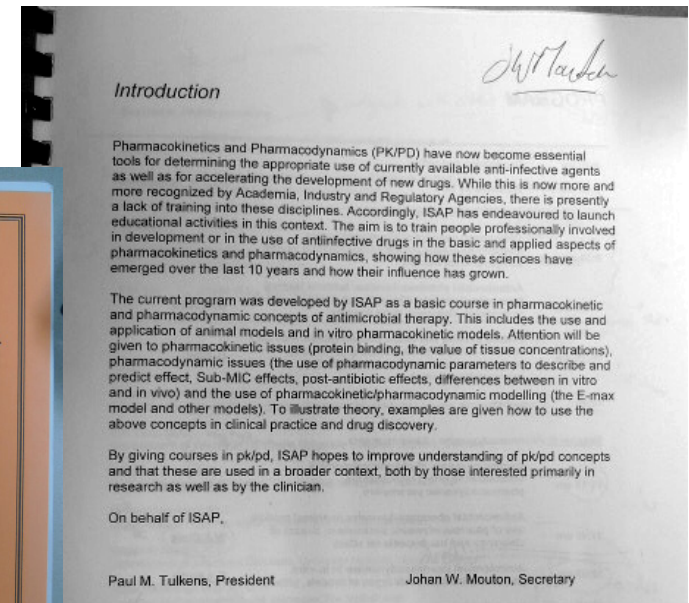 JWMouton
Introduction
Pharmacokinetics and Pharmacodynamics (PK/PD) have now become essential
tools for determining the appropriate use of currently available anti-infective agents
as well as for accelerating the development of new drugs. While this is now more and
more recognized by Academia, Industry and Regulatory Agencies, there is presently
a lack of training into these disciplines. Accordingly, ISAP has endeavoured to launch
educational activities in this context. The aim is to train people professionally involved
in development or in the use of antiinfective drugs in the basic and applied aspects of
pharmacokinetics and pharmacodynamics, showing how these sciences have
emerged over the last 10 years and how their influence has grown.
The current program was developed by ISAP as a basic course in pharmacokinetic
and pharmacodynamic concepts of antimicrobial therapy. This includes the use and
application of animal models and in vitro pharmacokinetic models. Attention will be
given to pharmacokinetic issues (protein binding, the value of tissue concentrations),
pharmacodynamic issues (the use of pharmacodynamic parameters to describe and
predict effect, Sub-MIC effects, post-antibiotic effects, differences between in vitro
and in vivo) and the use of pharmacokinetic/pharmacodynamic modelling (the E-max
model and other models). To illustrate theory, examples are given how to use the
above concepts in clinical practice and drug discovery.
By giving courses in pk/pd, ISAP hopes to improve understanding of pk/pd concepts
and that these are used in a broader context, both by those interested primarily in
research as well as by the clinician.
On behalf of ISAP,
Paul M. Tulkens, President Johan W. Mouton, Secretary